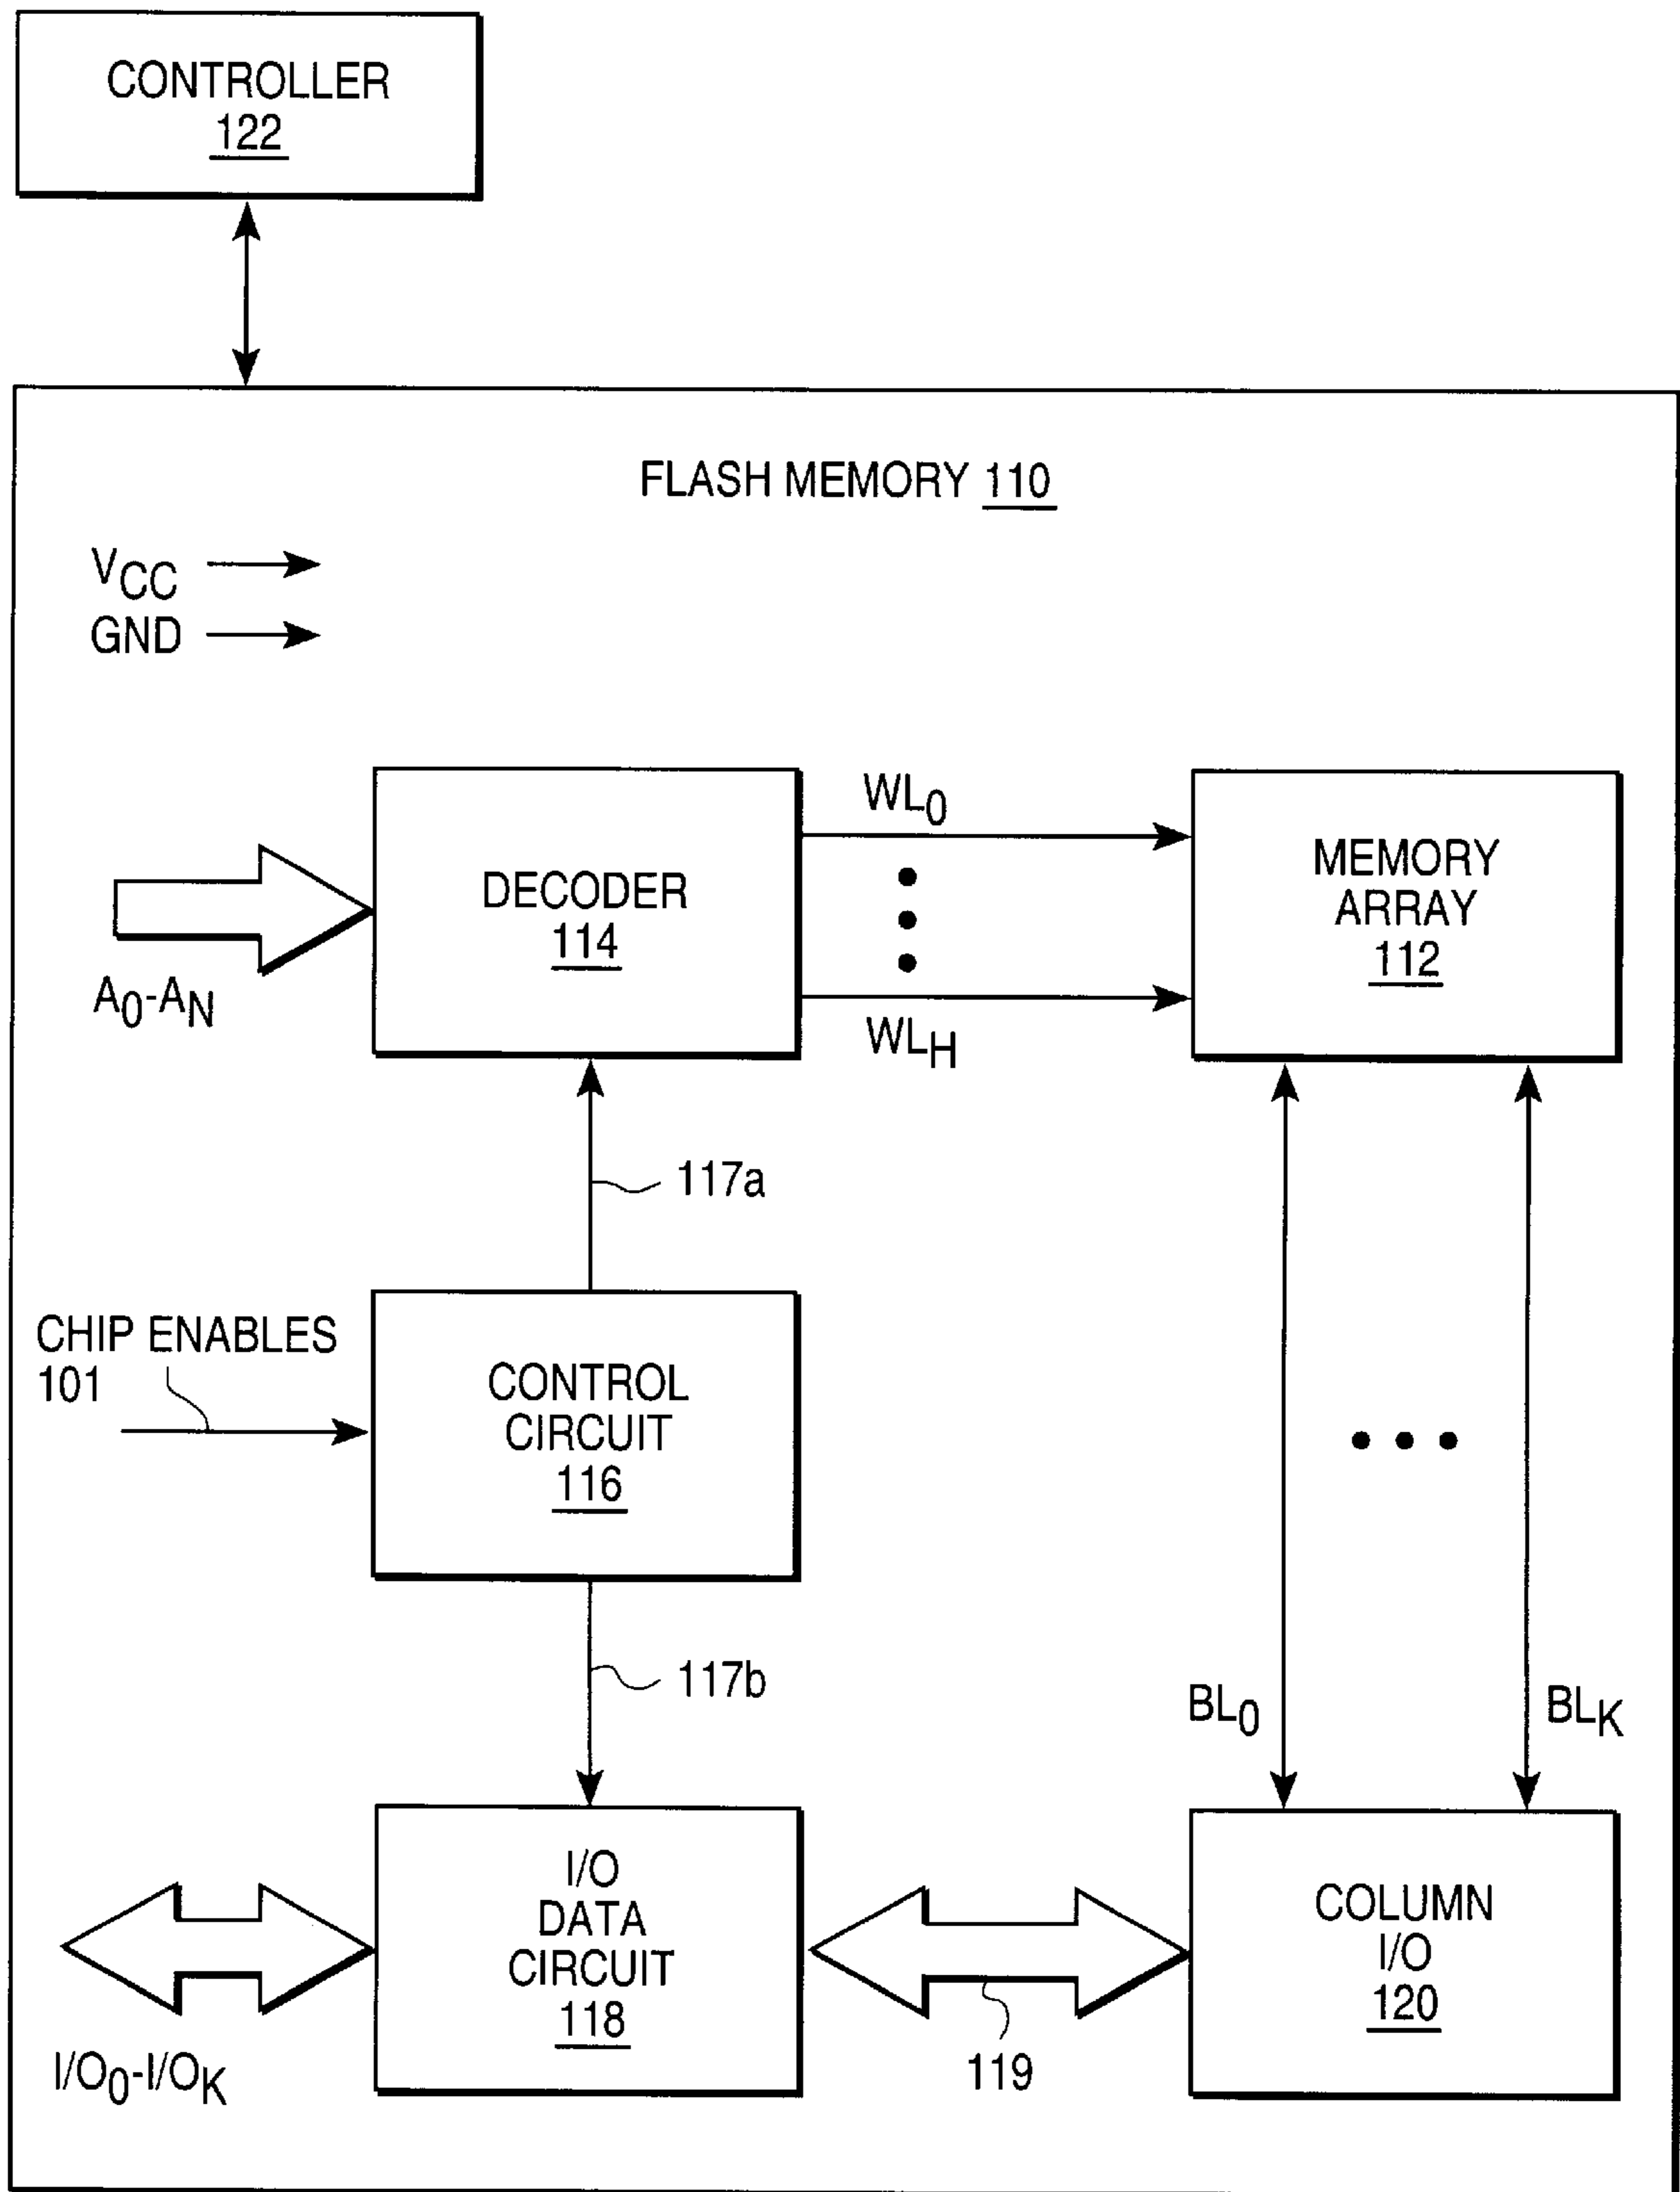 CONTROLLER
122
FLASH MEMORY 110
VCC
GND
WL0
DECODER
114
MEMORY
ARRAY
112
A0-AN
WLH
117a
CHIP ENABLES
101
CONTROL
CIRCUIT
116
117b
BL0
BLK
I/O
DATA
CIRCUIT
118
COLUMN
I/O
120
I/O0-I/OK
119